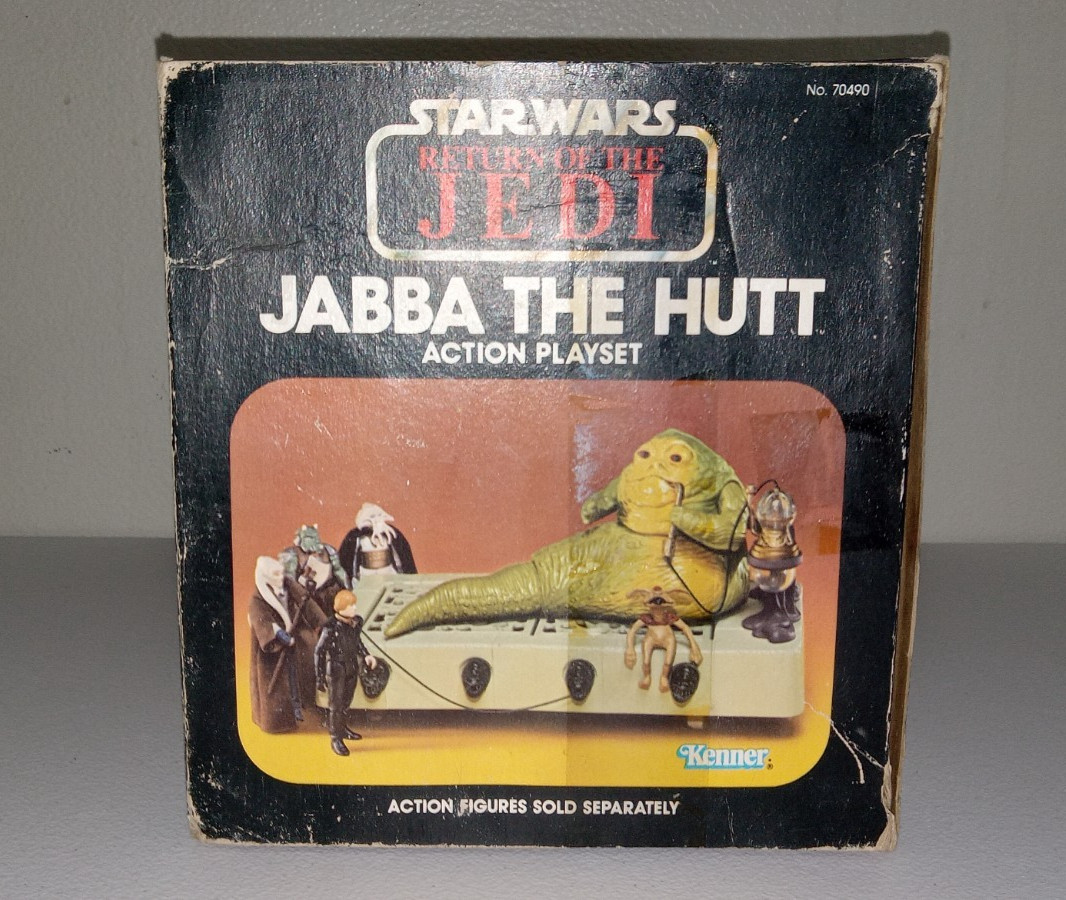 No. 70490
STAR WARS
RETURN OF THE
JEDI
JABBA THE HUTT
ACTION PLAYSET
Kenner®
ACTION FIGURES SOLD SEPARATELY